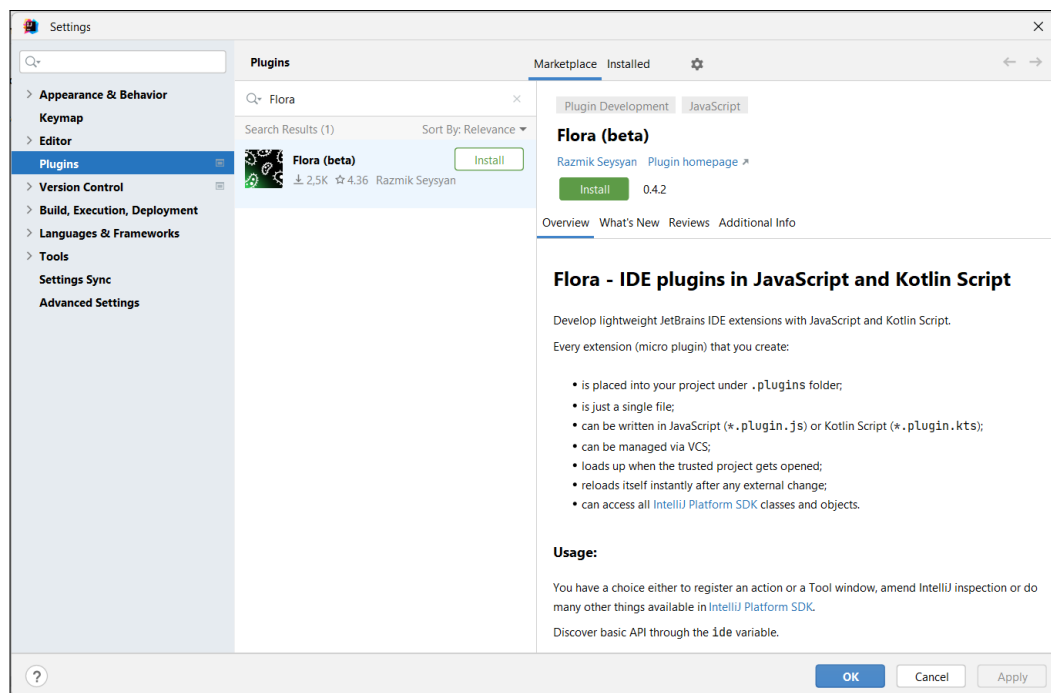 Settings
Appearance & Behavior
Keymap
Editor
Plugins
Version Control
Build, Execution, Deployment
Languages & Frameworks
Tools
Settings Sync
Advanced Settings
Plugins
Marketplace Installed
Flora
Search Results (1) Sort By: Relevance
Flora (beta) Install
2,5K 4.36 Razmik Seysyan
Plugin Development JavaScript
Flora (beta)
Razmik Seysyan Plugin homepage
Install 0.4.2
Overview What's New Reviews Additional Info
Flora - IDE plugins in JavaScript and Kotlin Script
Develop lightweight JetBrains IDE extensions with JavaScript and Kotlin Script.
Every extension (micro plugin) that you create:
• is placed into your project under .plugins folder;
• is just a single file;
• can be written in JavaScript (*.plugin.js) or Kotlin Script (*.plugin.kts);
• can be managed via VCS;
• loads up when the trusted project gets opened;
• reloads itself instantly after any external change;
• can access all IntelliJ Platform SDK classes and objects.
Usage:
You have a choice either to register an action or a Tool window, amend IntelliJ inspection or do
many other things available in IntelliJ Platform SDK.
Discover basic API through the ide variable.
? OK Cancel Apply